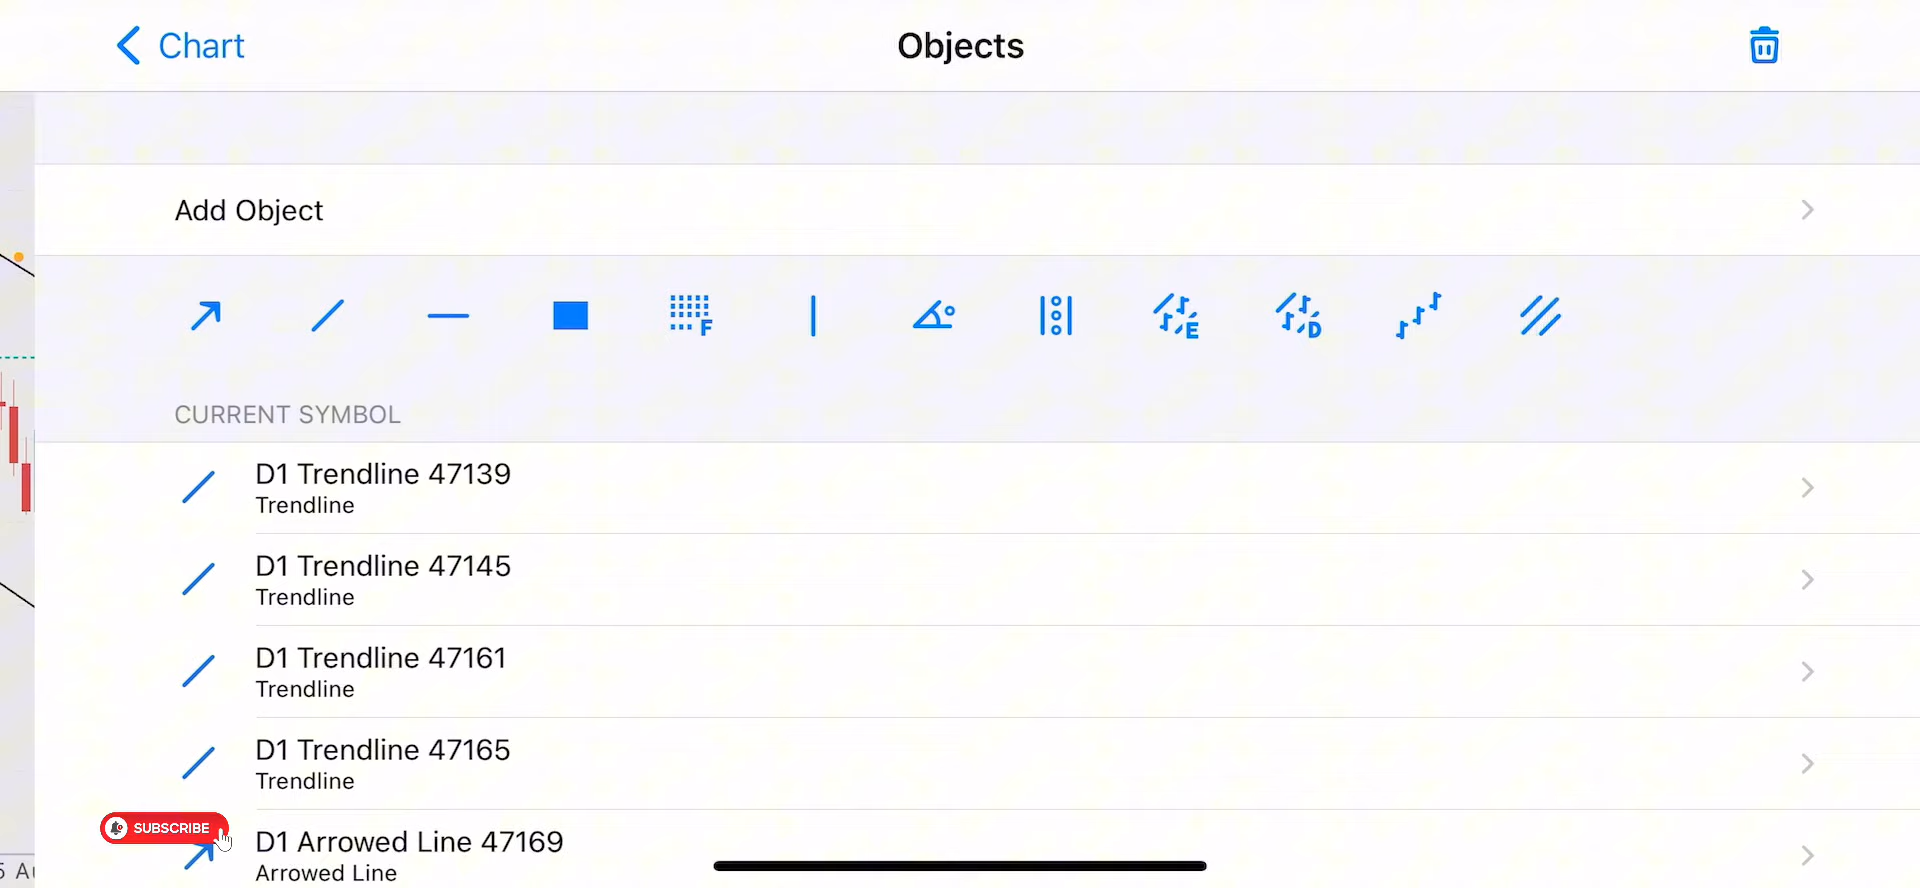 Chart
Objects
Add Object
F
E
D
CURRENT SYMBOL
D1 Trendline 47139
Trendline
D1 Trendline 47145
Trendline
D1 Trendline 47161
Trendline
D1 Trendline 47165
Trendline
SUBSCRIBE
D1 Arrowed Line 47169
Arrowed Line